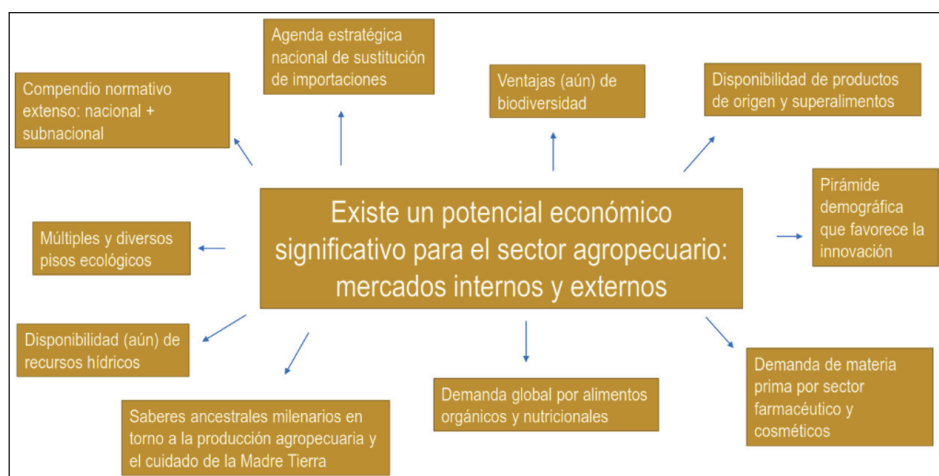 Agenda estratégica
nacional de sustitución
de importaciones
Compendio normativo
extenso: nacional +
subnacional
Ventajas (aún) de
biodiversidad
Disponibilidad de productos
de origen y superalimentos
Existe un potencial económico
significativo para el sector agropecuario:
mercados internos y externos
Pirámide
demográfica
que favorece la
innovación
Múltiples y diversos
pisos ecológicos
Disponibilidad (aún) de
recursos hídricos
Saberes ancestrales milenarios en
torno a la producción agropecuaria y
el cuidado de la Madre Tierra
Demanda global por alimentos
orgánicos y nutricionales
Demanda de materia
prima por sector
farmacéutico y
cosméticos